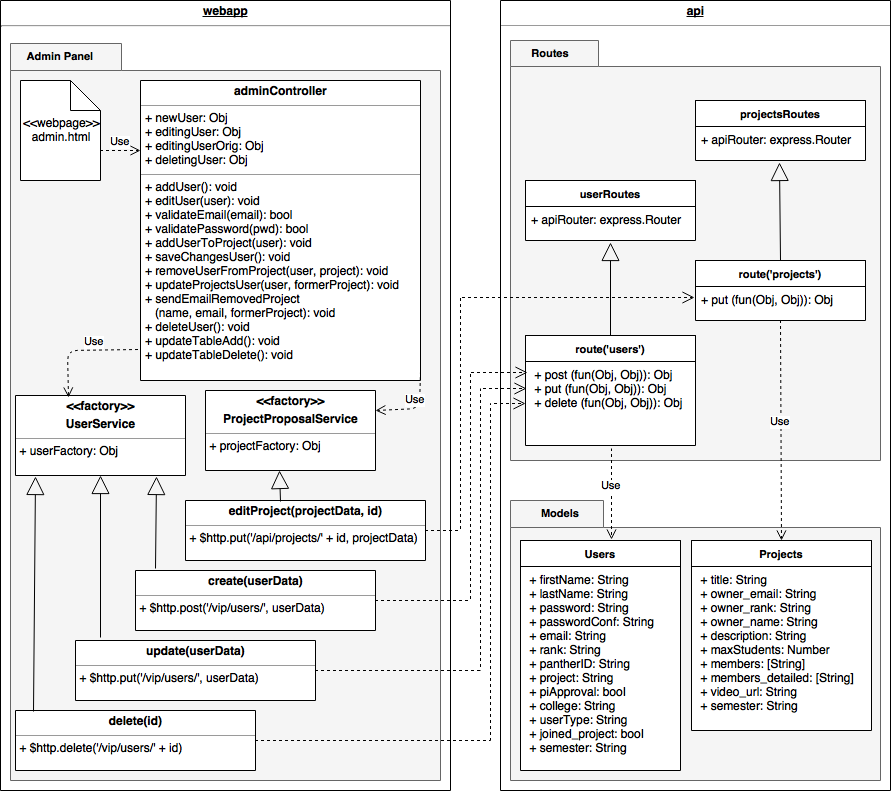 webapp
Admin Panel
<<webpage>>
admin.html
Use
adminController
+ newUser: Obj
+ editingUser: Obj
+ editingUserOrig: Obj
+ deletingUser: Obj
+ addUser(): void
+ editUser(user): void
+ validateEmail(email): bool
+ validatePassword(pwd): bool
+ addUserToProject(user): void
+ saveChangesUser(): void
+ removeUserFromProject(user, project): void
+ updateProjectsUser(user, formerProject): void
+ sendEmailRemovedProject
(name, email, formerProject): void
+ deleteUser(): void
+ updateTableAdd(): void
+ updateTableDelete(): void
Use
Use
<<factory>>
UserService
+ userFactory: Obj
<<factory>>
ProjectProposalService
+ projectFactory: Obj
editProject(projectData, id)
+ $http.put('/api/projects/' + id, projectData)
create(userData)
+ $http.post('/vip/users/', userData)
update(userData)
+ $http.put('/vip/users/', userData)
delete(id)
+ $http.delete('/vip/users/' + id)
api
Routes
projectsRoutes
+ apiRouter: express.Router
userRoutes
+ apiRouter: express.Router
route('projects')
+ put (fun(Obj, Obj)): Obj
route('users')
+ post (fun(Obj, Obj)): Obj
+ put (fun(Obj, Obj)): Obj
+ delete (fun(Obj, Obj)): Obj
Use
Use
Models
Users
+ firstName: String
+ lastName: String
+ password: String
+ passwordConf: String
+ email: String
+ rank: String
+ pantherID: String
+ project: String
+ piApproval: bool
+ college: String
+ userType: String
+ joined_project: bool
+ semester: String
Projects
+ title: String
+ owner_email: String
+ owner_rank: String
+ owner_name: String
+ description: String
+ maxStudents: Number
+ members: [String]
+ members_detailed: [String]
+ video_url: String
+ semester: String